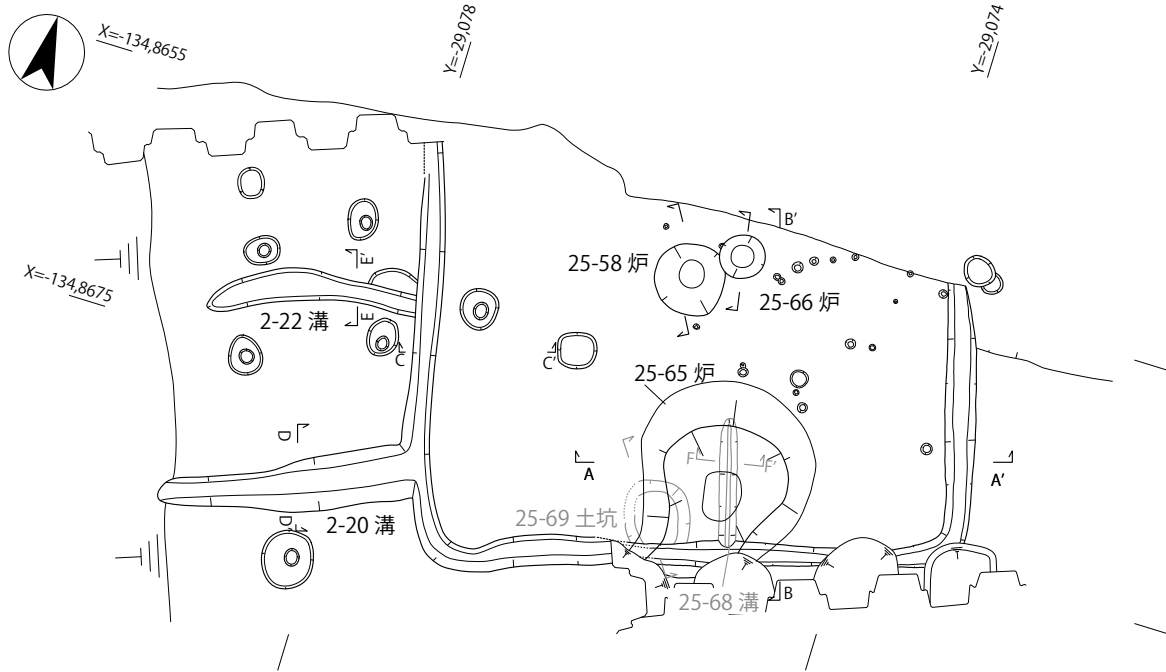 X=-134,8655
Y=-29,078
Y=-29,074
B'
E'
25-58 炉
X=-134,8675
25-66 炉
2-22 溝
E
C
C'
25-65 炉
D
A
F
F'
A'
25-69 土坑
D'
2-20 溝
B
25-68 溝